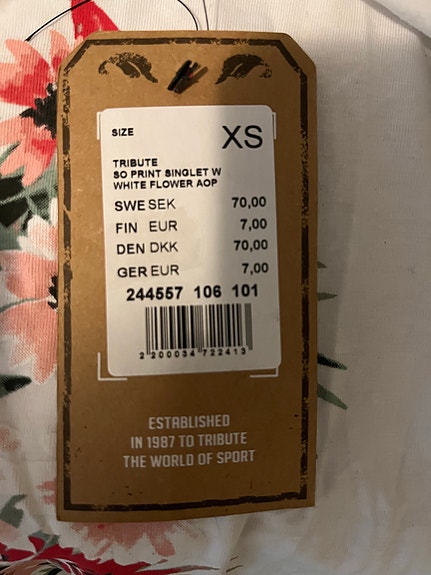 SIZE XS
TRIBUTE
SO PRINT SINGLET W
WHITE FLOWER AOP
SWE SEK 70,00
FIN EUR 7,00
DEN DKK 70,00
GER EUR 7,00
244557 106 101
2 200034 722413
ESTABLISHED
IN 1987 TO TRIBUTE
THE WORLD OF SPORT